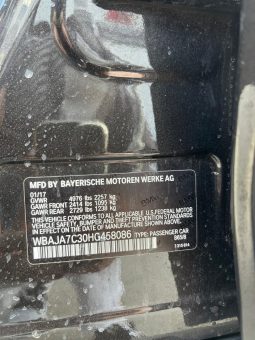 MFD BY BAYERISCHE MOTOREN WERKE AG
01/17
GVWR 4976 lbs 2257 kg
GAWR FRONT 2414 lbs 1095 kg
GAWR REAR 2729 lbs 1238 kg
THIS VEHICLE CONFORMS TO ALL APPLICABLE U.S. FEDERAL MOTOR
VEHICLE SAFETY, BUMPER, AND THEFT PREVENTION STANDARDS IN EFFECT
ON THE DATE OF MANUFACTURE SHOWN ABOVE.
WBAJA7C30HG458086 TYPE: PASSENGER CAR